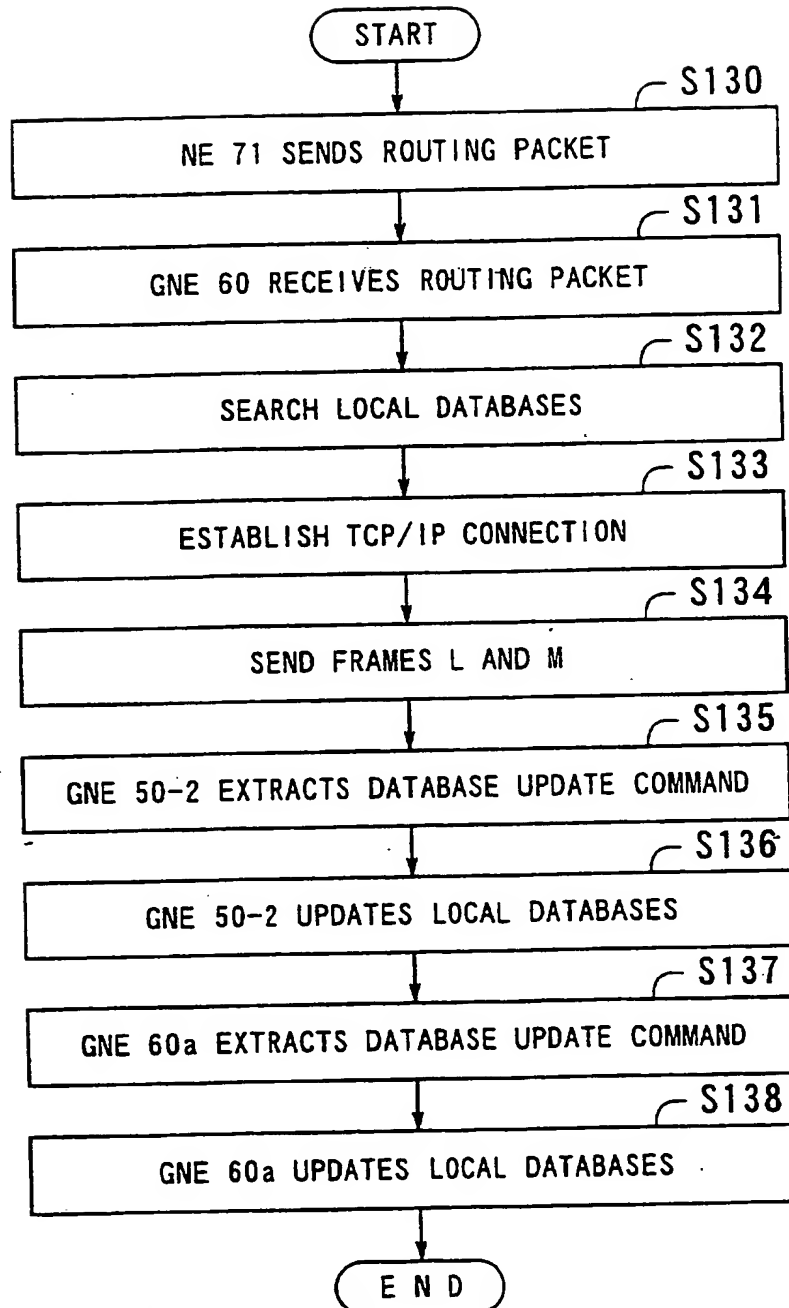 START
S130
NE 71 SENDS ROUTING PACKET
S131
GNE 60 RECEIVES ROUTING PACKET
S132
SEARCH LOCAL DATABASES
S133
ESTABLISH TCP/IP CONNECTION
S134
SEND FRAMES L AND M
S135
GNE 50-2 EXTRACTS DATABASE UPDATE COMMAND
S136
GNE 50-2 UPDATES LOCAL DATABASES
S137
GNE 60a EXTRACTS DATABASE UPDATE COMMAND
S138
GNE 60a UPDATES LOCAL DATABASES
E N D